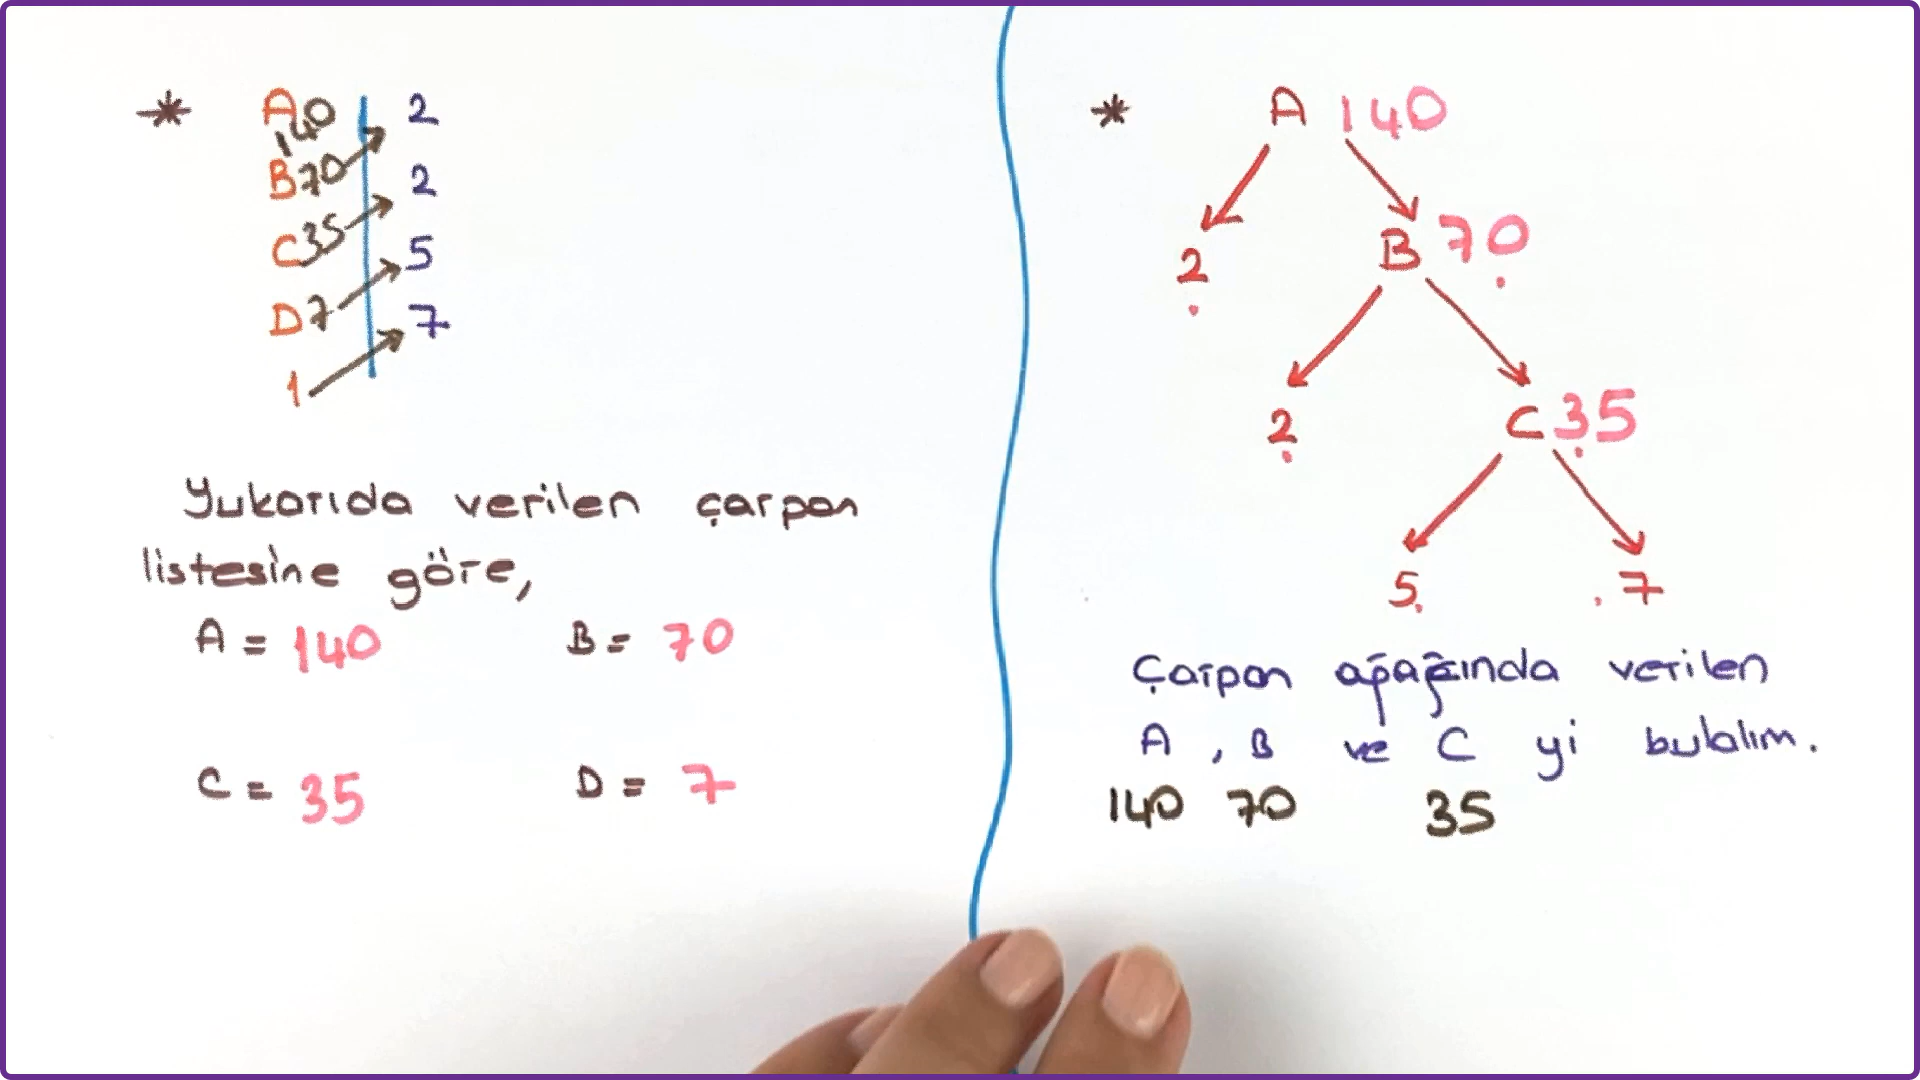 * A 140 2
B 70 2
C 35 5
D 7 7
1
Yukarıda verilen çarpan
listesine göre,
A = 140 B = 70
C = 35 D = 7
* A 140
2 B 70
2 C 35
5 7
Çarpan ağacında verilen
A , B ve C yi bulalım.
140 70 35